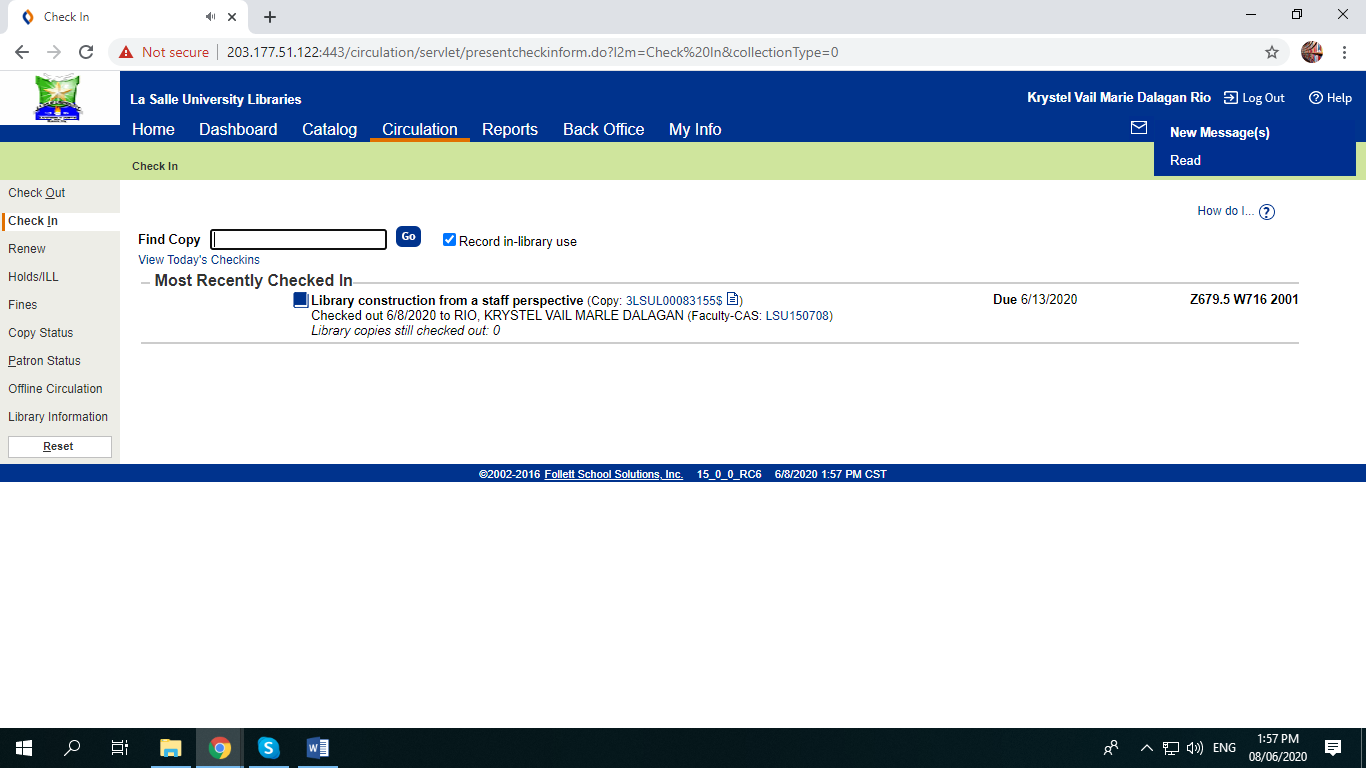 Check In
Not secure
203.177.51.122:443/circulation/servlet/presentcheckinform.do?l2m=Check%20In&collectionType=0
La Salle University Libraries
Krystel Vail Marie Dalagan Rio Log Out Help
Home Dashboard Catalog Circulation Reports Back Office My Info
New Message(s)
Read
Check In
Check Out
Check In
Renew
Holds/ILL
Fines
Copy Status
Patron Status
Offline Circulation
Library Information
Reset
How do I... ?
Find Copy Go Record in-library use
View Today's Checkins
Most Recently Checked In
Library construction from a staff perspective (Copy: 3LSUL00083155$ ) Due 6/13/2020 Z679.5 W716 2001
Checked out 6/8/2020 to RIO, KRYSTEL VAIL MARLE DALAGAN (Faculty-CAS: LSU150708)
Library copies still checked out: 0
©2002-2016 Follett School Solutions, Inc. 15_0_0_RC6 6/8/2020 1:57 PM CST
ENG
1:57 PM
08/06/2020